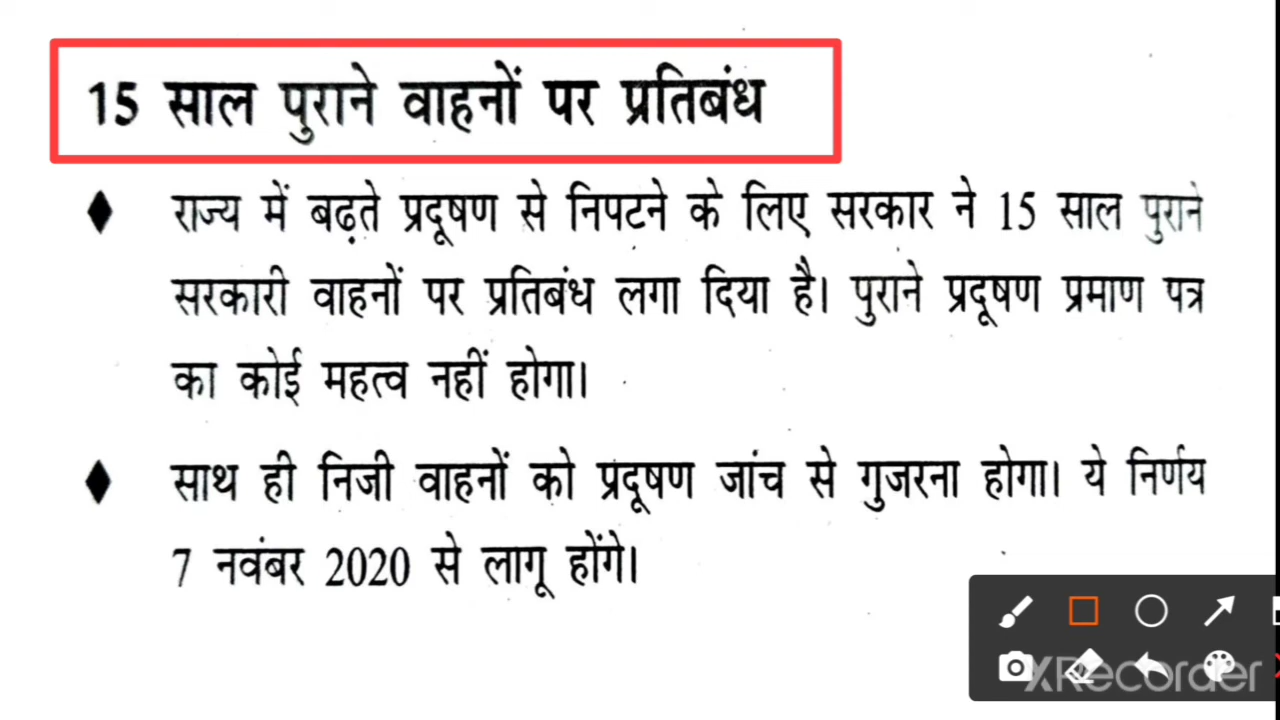 15 साल पुराने वाहनों पर प्रतिबंध
♦ राज्य में बढ़ते प्रदूषण से निपटने के लिए सरकार ने 15 साल पुराने
सरकारी वाहनों पर प्रतिबंध लगा दिया है। पुराने प्रदूषण प्रमाण पत्र
का कोई महत्व नहीं होगा।
♦ साथ ही निजी वाहनों को प्रदूषण जांच से गुजरना होगा। ये निर्णय
7 नवंबर 2020 से लागू होंगे।
XRecorder